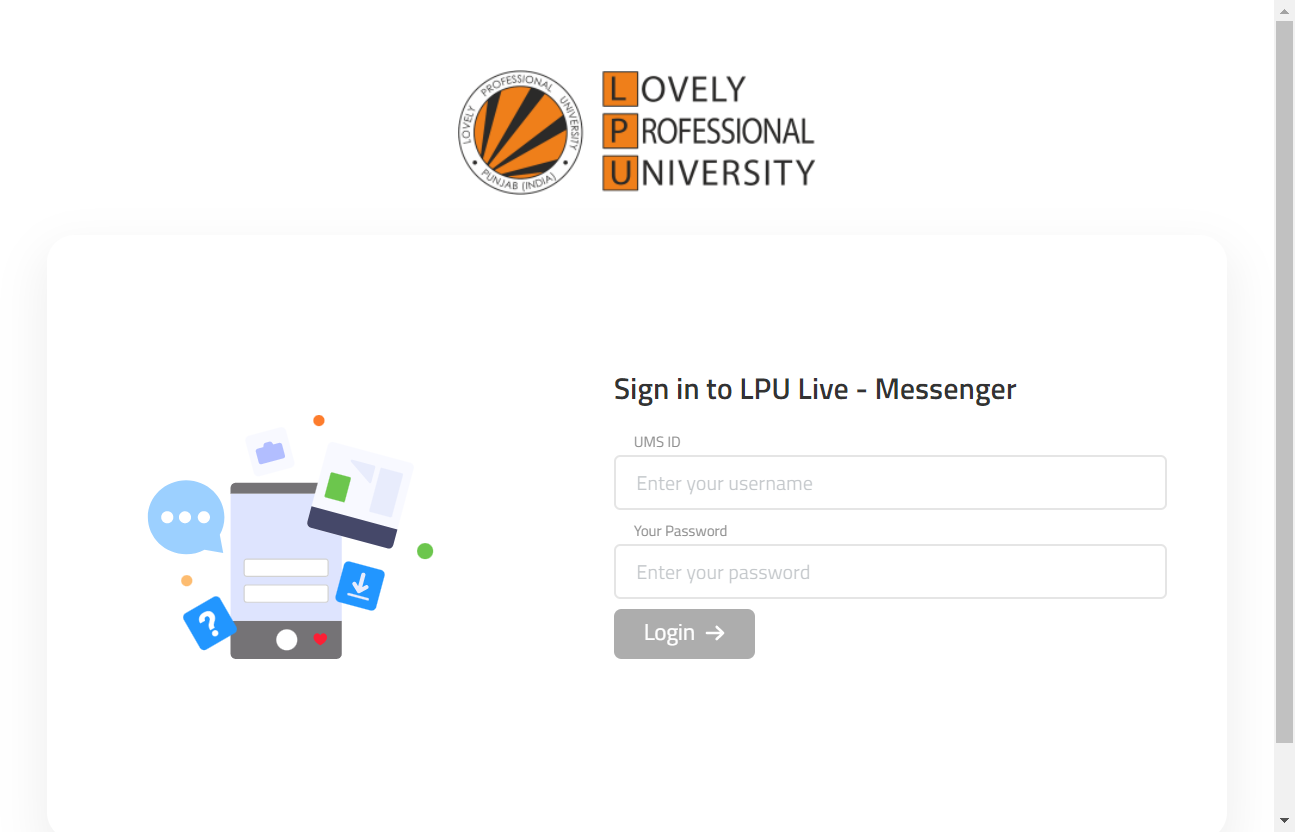 LOVELY PROFESSIONAL UNIVERSITY
PUNJAB (INDIA)
LOVELY
PROFESSIONAL
UNIVERSITY
Sign in to LPU Live - Messenger
UMS ID
Enter your username
Your Password
Enter your password
Login
?